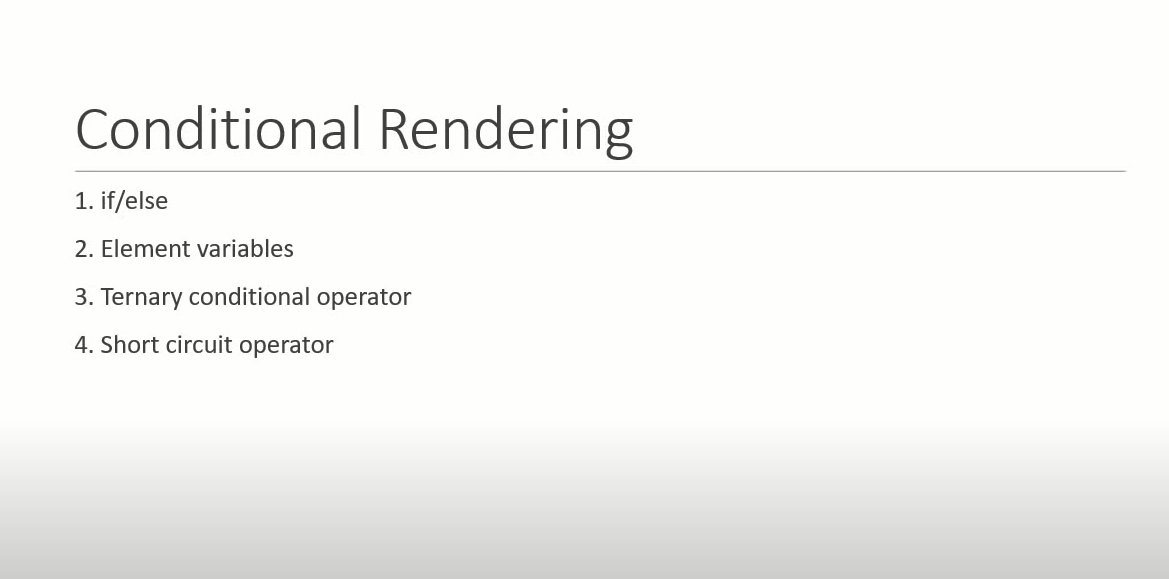 Conditional Rendering
1. if/else
2. Element variables
3. Ternary conditional operator
4. Short circuit operator